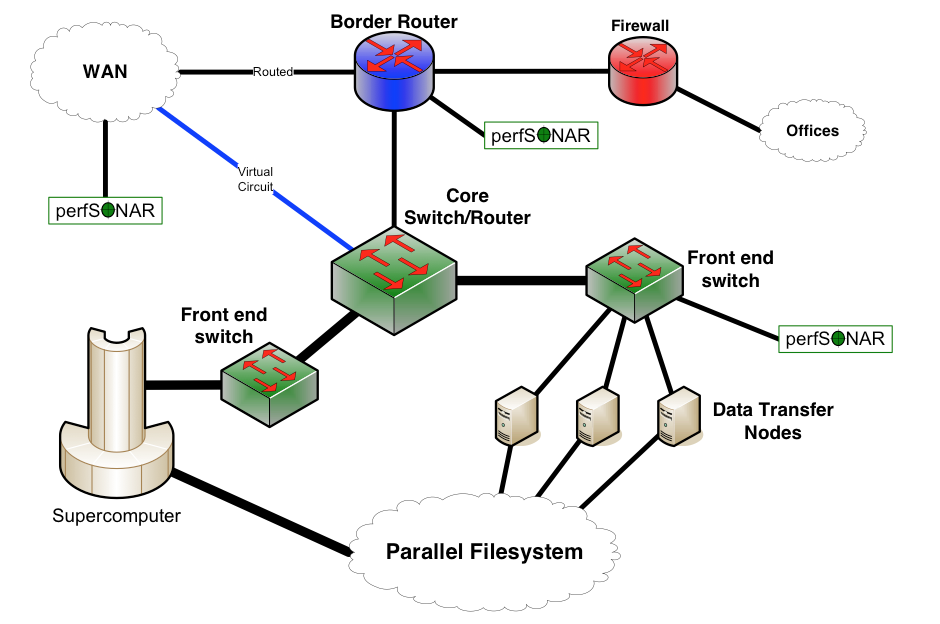 Border Router
Firewall
WAN
Routed
perfSONAR
Offices
Virtual
Circuit
perfSONAR
Core
Switch/Router
Front end
switch
Front end
switch
perfSONAR
Data Transfer
Nodes
Supercomputer
Parallel Filesystem